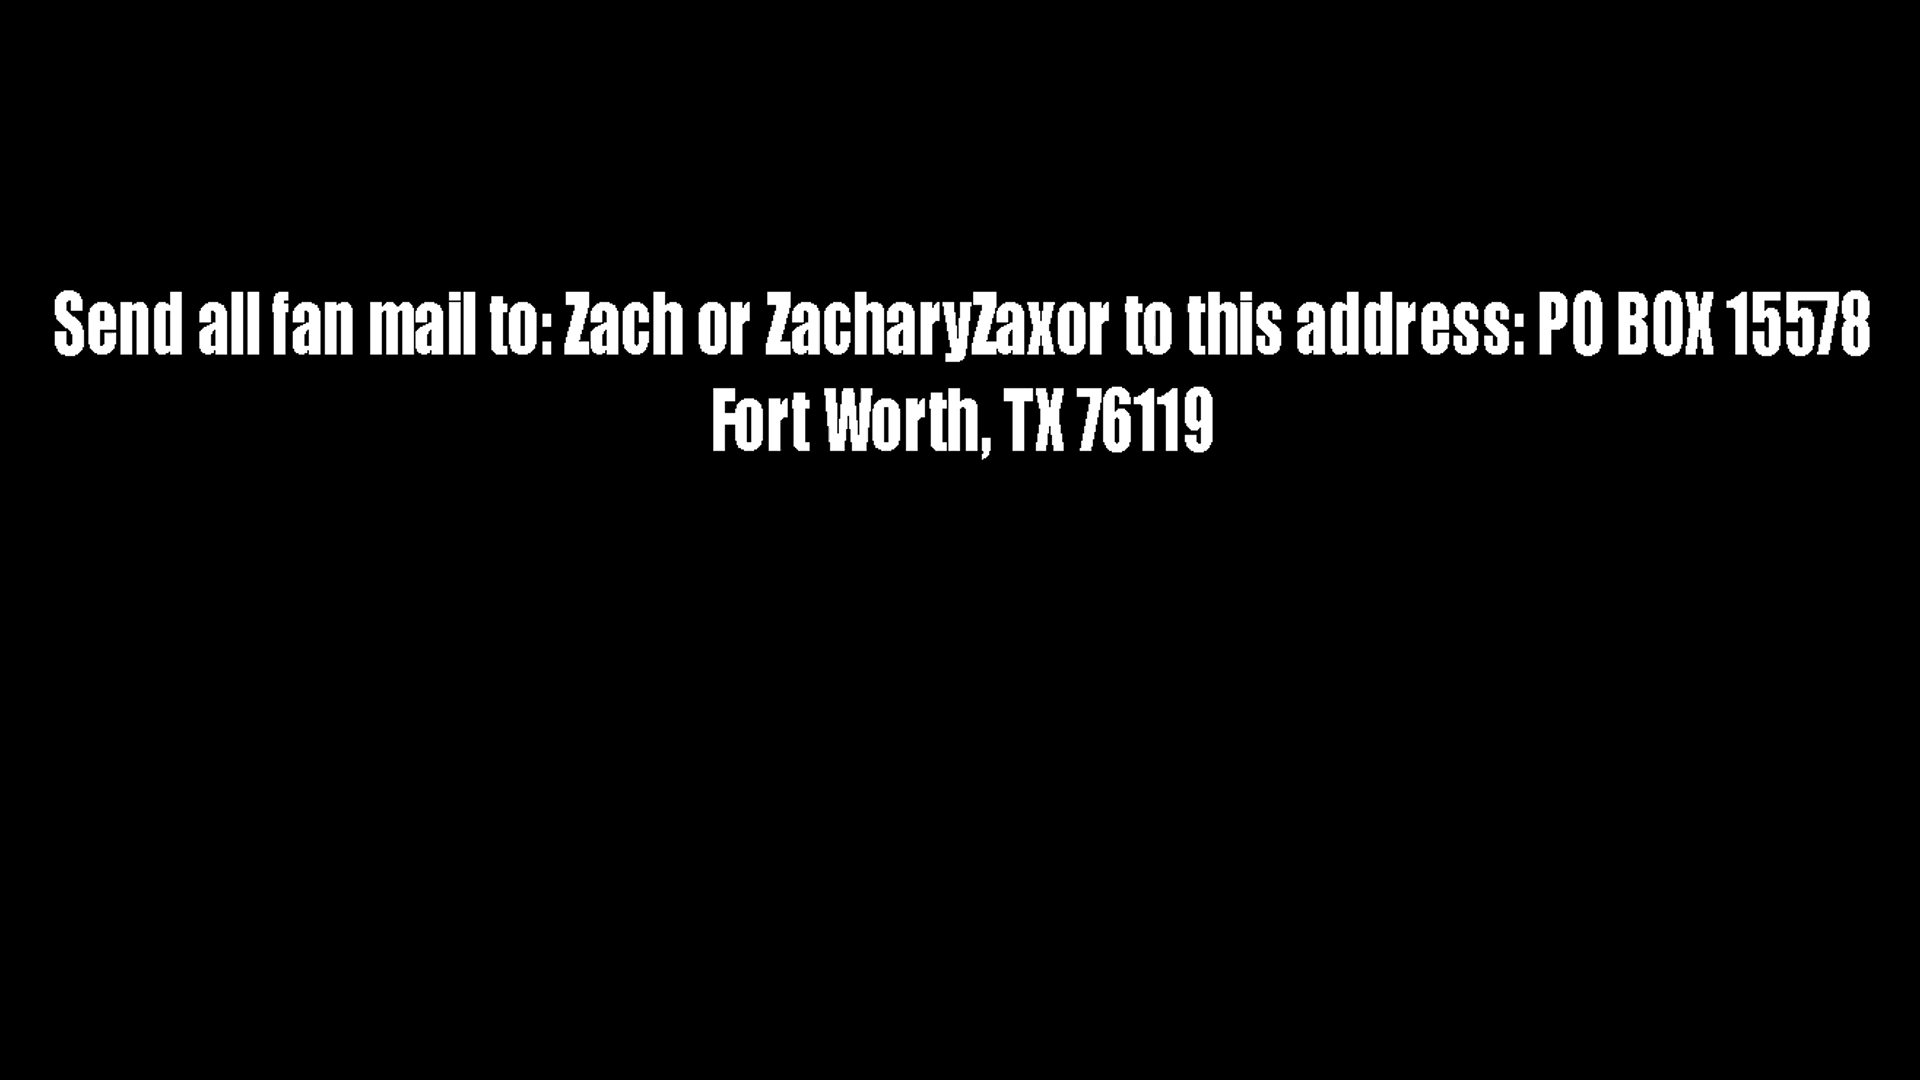 Send all fan mail to: Zach or ZacharyZaxor to this address: PO BOX 15578
Fort Worth, TX 76119